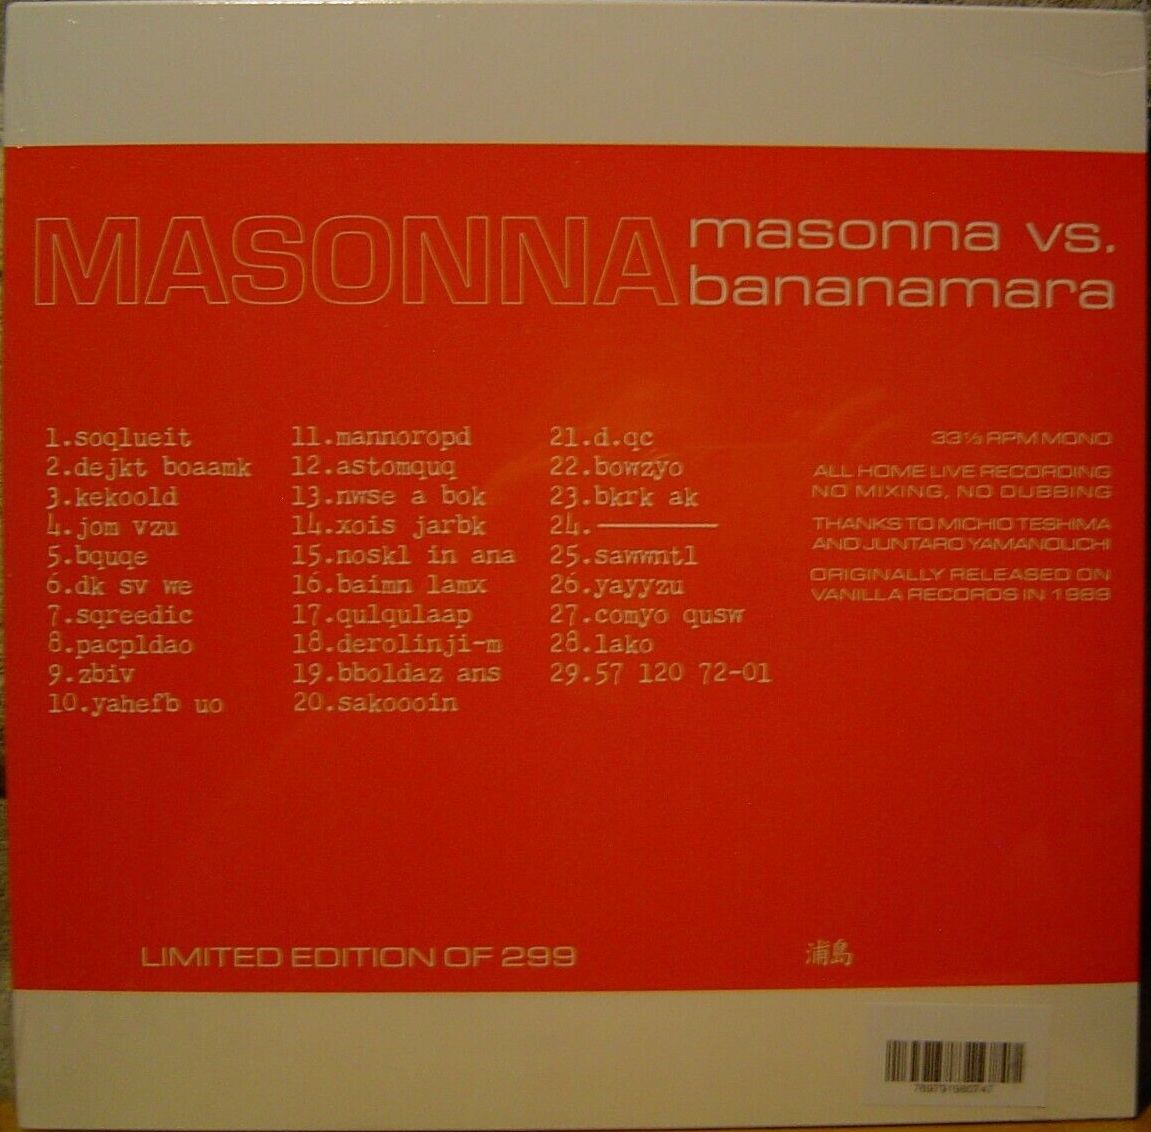 MASONNA
masonna vs.
bananamara
1.soqlueit
2.dejkt boaamk
3.kekoold
4.jom vzu
5.bquqe
6.dk sv we
7.sqreedic
8.pacpldao
9.zbiv
10.yahefb uo
11.mannoropd
12.astomquq
13.nwse a bok
14.xois jarbk
15.noskl in ana
16.baimn lamx
17.qulqulaap
18.derolinji-m
19.bboldaz ans
20.sakoooin
21.d.qc
22.bowzyo
23.bkrk ak
24.————
25.sawwntl
26.yayyzu
27.comyo qusw
28.lako
29.57 120 72-01
33⅓ RPM MONO
ALL HOME LIVE RECORDING
NO MIXING, NO DUBBING
THANKS TO MICHIO TESHIMA
AND JUNTARO YAMANOUCHI
ORIGINALLY RELEASED ON
VANILLA RECORDS IN 1989
LIMITED EDITION OF 299
浦島